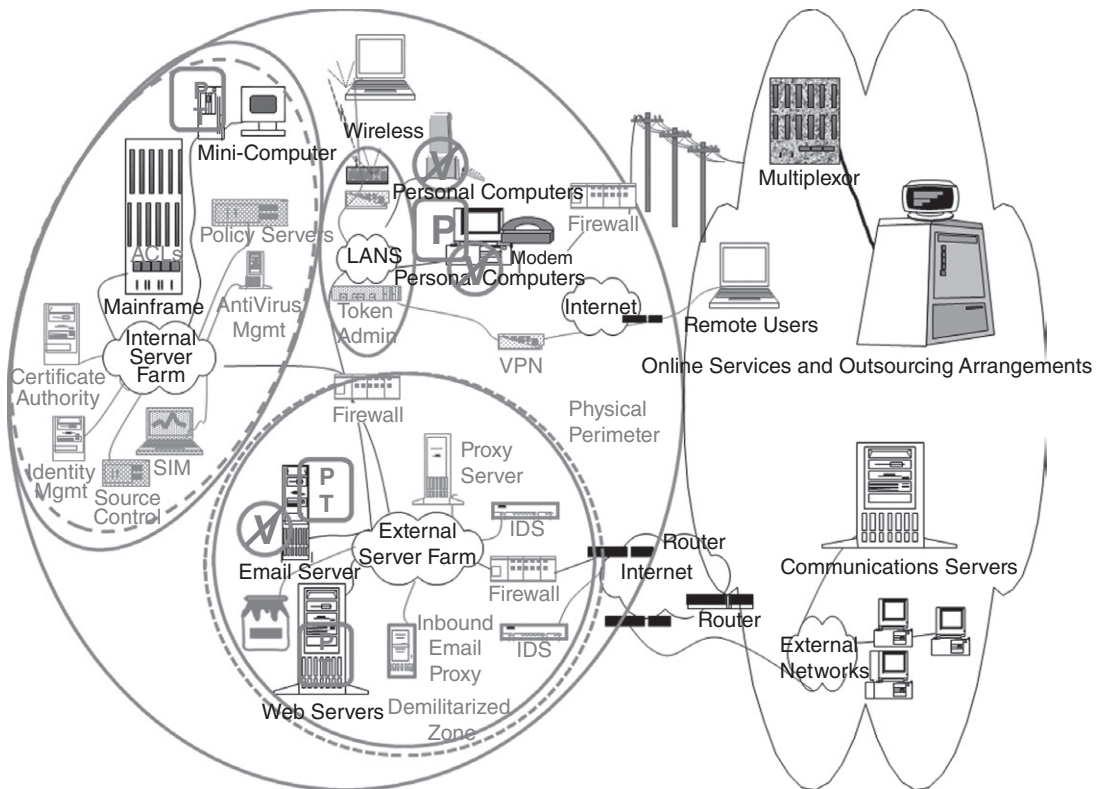 P
Mini-Computer
Policy Servers
ACLs
Mainframe
AntiVirus
Mgmt
Internal
Server
Farm
Certificate
Authority
Identity
Mgmt
SIM
Source
Control
Wireless
V
Personal Computers
P
Modem
LANS
V
Personal Computers
Token
Admin
Firewall
Internet
VPN
Firewall
Physical
Perimeter
Proxy
Server
P
T
V
IDS
External
Server Farm
Email Server
Firewall
Inbound
Email
Proxy
IDS
P
Web Servers
Demilitarized
Zone
Router
Internet
Router
Multiplexor
Remote Users
Online Services and Outsourcing Arrangements
Communications Servers
External
Networks